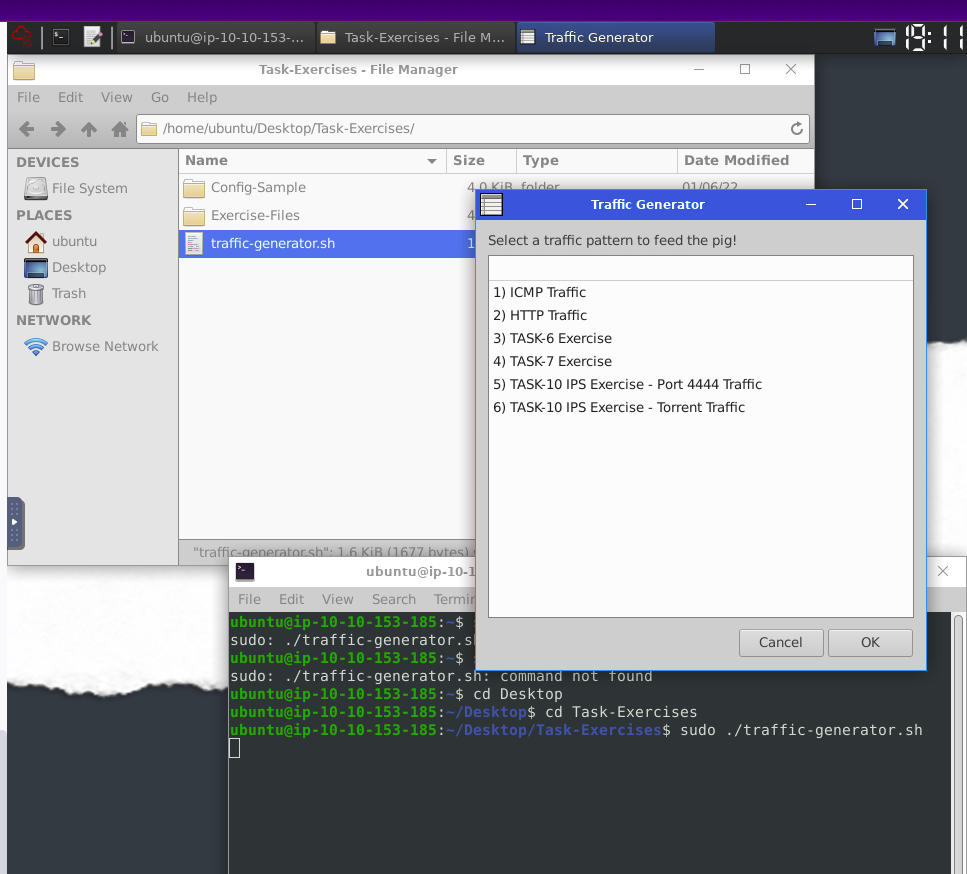 ubuntu@ip-10-10-153-...
Task-Exercises - File M...
Traffic Generator
19:11
Task-Exercises - File Manager
File Edit View Go Help
/home/ubuntu/Desktop/Task-Exercises/
DEVICES
File System
PLACES
ubuntu
Desktop
Trash
NETWORK
Browse Network
Name Size Type Date Modified
Config-Sample 4.0 KiB folder 01/06/22
Exercise-Files 4
traffic-generator.sh 1
"traffic-generator.sh": 1.6 KiB (1677 bytes)
Traffic Generator
Select a traffic pattern to feed the pig!
1) ICMP Traffic
2) HTTP Traffic
3) TASK-6 Exercise
4) TASK-7 Exercise
5) TASK-10 IPS Exercise - Port 4444 Traffic
6) TASK-10 IPS Exercise - Torrent Traffic
Cancel OK
ubuntu@ip-10-1
File Edit View Search Termin
ubuntu@ip-10-10-153-185:~$
sudo: ./traffic-generator.sh
ubuntu@ip-10-10-153-185:~$
sudo: ./traffic-generator.sh: command not found
ubuntu@ip-10-10-153-185:~$ cd Desktop
ubuntu@ip-10-10-153-185:~/Desktop$ cd Task-Exercises
ubuntu@ip-10-10-153-185:~/Desktop/Task-Exercises$ sudo ./traffic-generator.sh